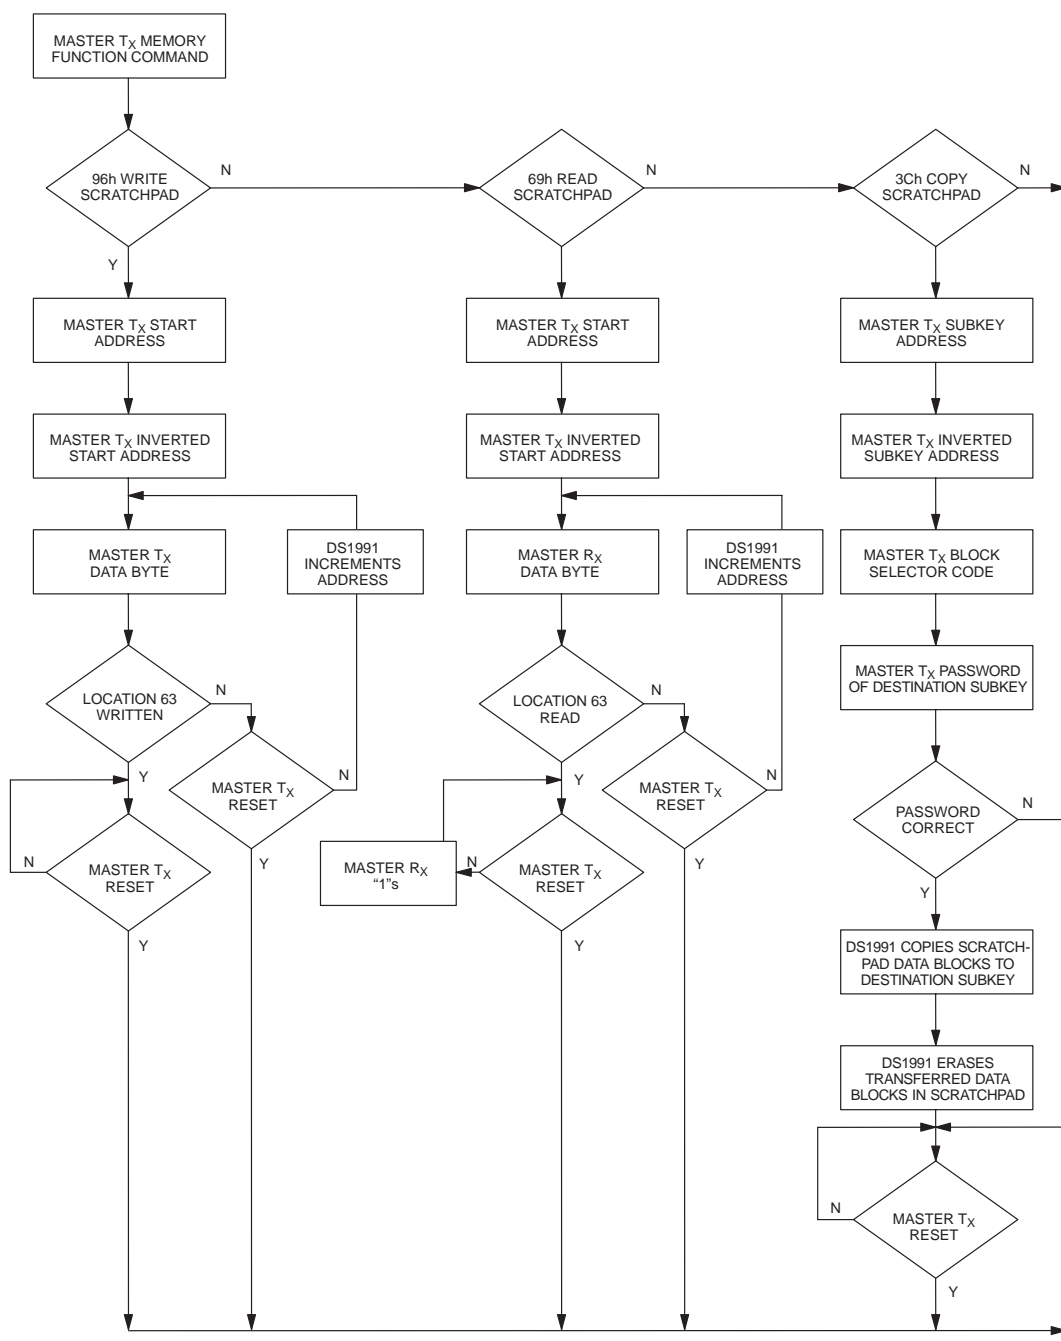 MASTER TX MEMORY
FUNCTION COMMAND
96h WRITE
SCRATCHPAD
N
69h READ
SCRATCHPAD
N
3Ch COPY
SCRATCHPAD
N
Y
MASTER TX START
ADDRESS
MASTER TX START
ADDRESS
MASTER TX SUBKEY
ADDRESS
MASTER TX INVERTED
START ADDRESS
MASTER TX INVERTED
START ADDRESS
MASTER TX INVERTED
SUBKEY ADDRESS
MASTER TX
DATA BYTE
DS1991
INCREMENTS
ADDRESS
MASTER RX
DATA BYTE
DS1991
INCREMENTS
ADDRESS
MASTER TX BLOCK
SELECTOR CODE
LOCATION 63
WRITTEN
N
LOCATION 63
READ
N
MASTER TX PASSWORD
OF DESTINATION SUBKEY
Y
MASTER TX
RESET
N
Y
MASTER TX
RESET
N
PASSWORD
CORRECT
N
N
MASTER TX
RESET
Y
MASTER RX
“1”s
N
MASTER TX
RESET
Y
Y
Y
Y
DS1991 COPIES SCRATCH-
PAD DATA BLOCKS TO
DESTINATION SUBKEY
DS1991 ERASES
TRANSFERRED DATA
BLOCKS IN SCRATCHPAD
N
MASTER TX
RESET
Y